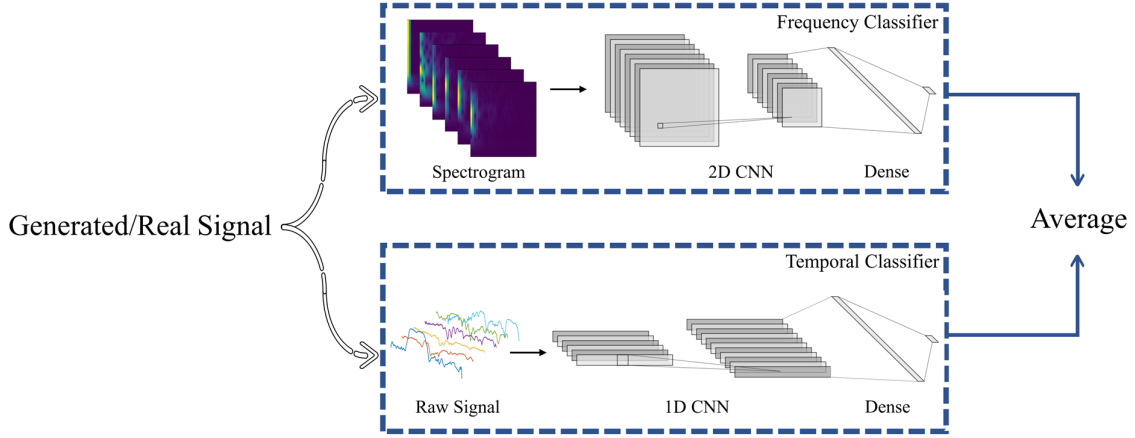 Frequency Classifier
Spectrogram
2D CNN
Dense
Generated/Real Signal
Average
Temporal Classifier
Raw Signal
1D CNN
Dense